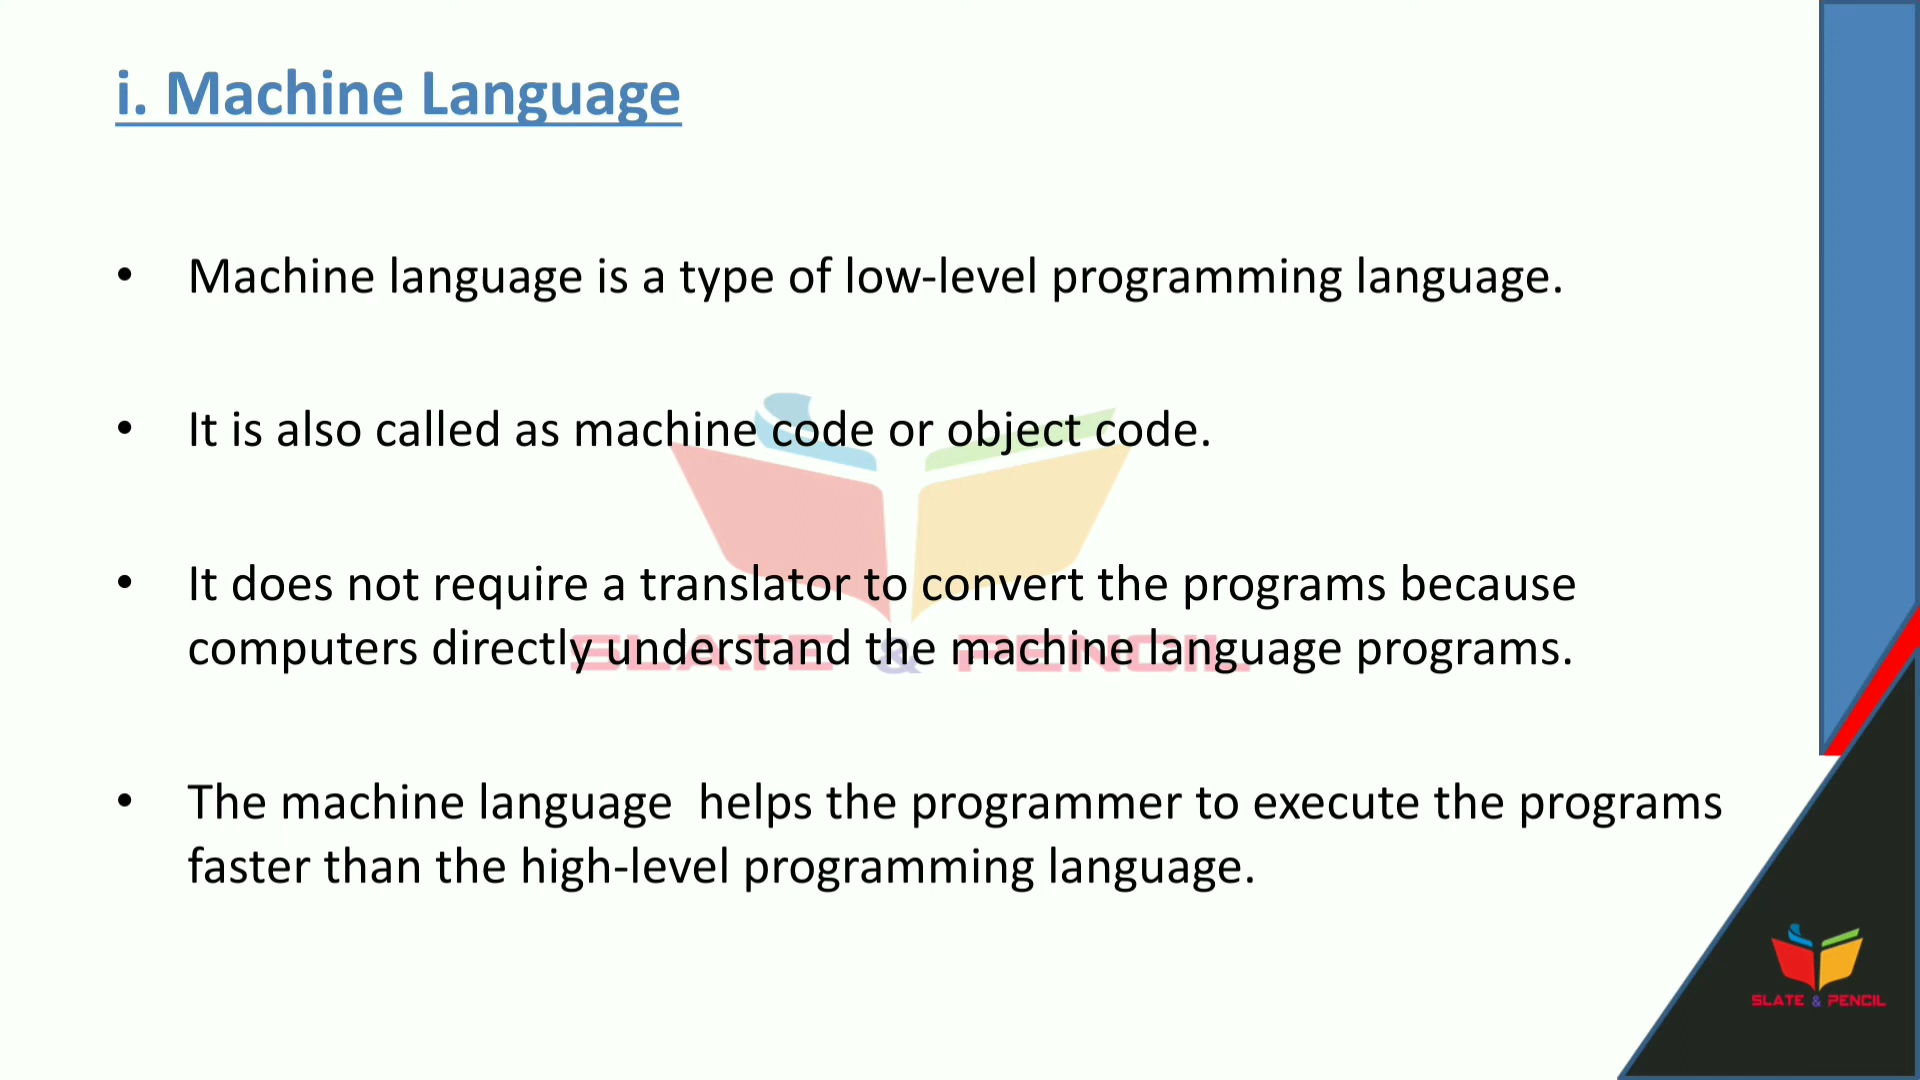 i. Machine Language
• Machine language is a type of low-level programming language.
• It is also called as machine code or object code.
• It does not require a translator to convert the programs because
computers directly understand the machine language programs.
SLATE & PENCIL
• The machine language  helps the programmer to execute the programs
faster than the high-level programming language.
SLATE & PENCIL